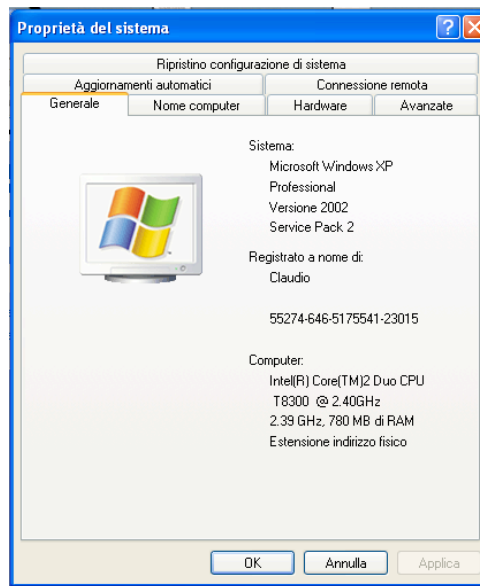 Proprietà del sistema
Ripristino configurazione di sistema
Aggiornamenti automatici
Connessione remota
Generale
Nome computer
Hardware
Avanzate
Sistema:
Microsoft Windows XP
Professional
Versione 2002
Service Pack 2
Registrato a nome di:
Claudio
55274-646-5175541-23015
Computer:
Intel(R) Core(TM)2 Duo CPU
T8300 @ 2.40GHz
2.39 GHz, 780 MB di RAM
Estensione indirizzo fisico
OK
Annulla
Applica